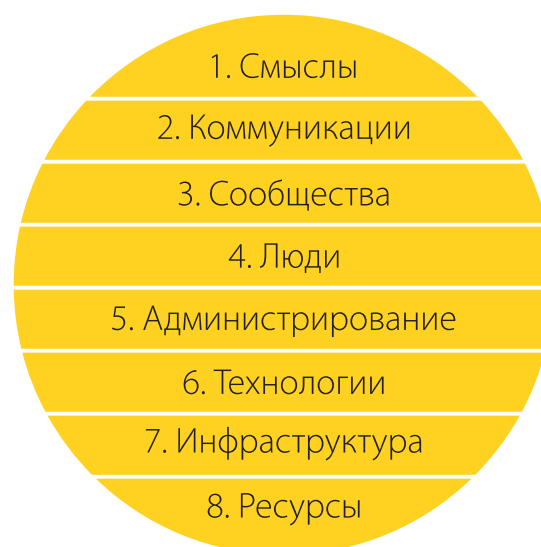 1. Смыслы
2. Коммуникации
3. Сообщества
4. Люди
5. Администрирование
6. Технологии
7. Инфраструктура
8. Ресурсы